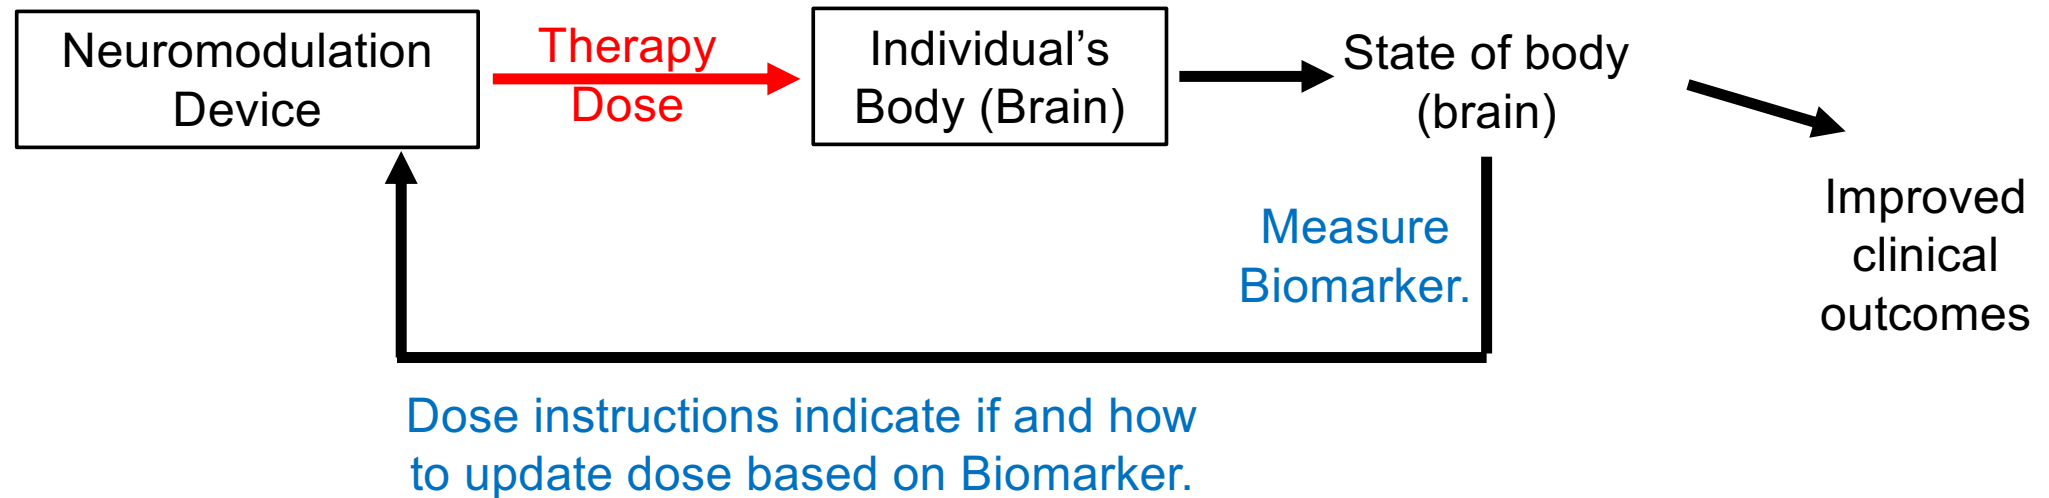 Neuromodulation
Device
Therapy
Dose
Individual’s
Body (Brain)
State of body
(brain)
Improved
clinical
outcomes
Measure
Biomarker.
Dose instructions indicate if and how
to update dose based on Biomarker.